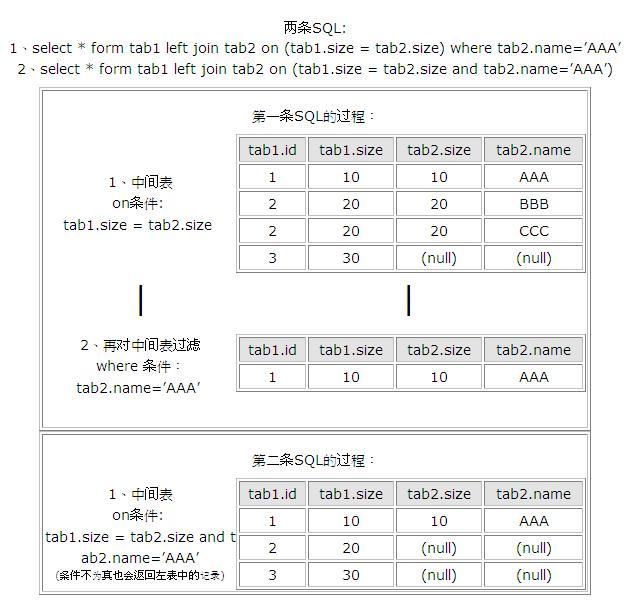 两条SQL:
1、select * form tab1 left join tab2 on (tab1.size = tab2.size) where tab2.name='AAA'
2、select * form tab1 left join tab2 on (tab1.size = tab2.size and tab2.name='AAA')
第一条SQL的过程：
1、中间表
on条件:
tab1.size = tab2.size
tab1.id tab1.size tab2.size tab2.name
1 10 10 AAA
2 20 20 BBB
2 20 20 CCC
3 30 (null) (null)
2、再对中间表过滤
where 条件：
tab2.name='AAA'
tab1.id tab1.size tab2.size tab2.name
1 10 10 AAA
第二条SQL的过程：
1、中间表
on条件:
tab1.size = tab2.size and t
ab2.name='AAA'
(条件不为真也会返回左表中的记录)
tab1.id tab1.size tab2.size tab2.name
1 10 10 AAA
2 20 (null) (null)
3 30 (null) (null)